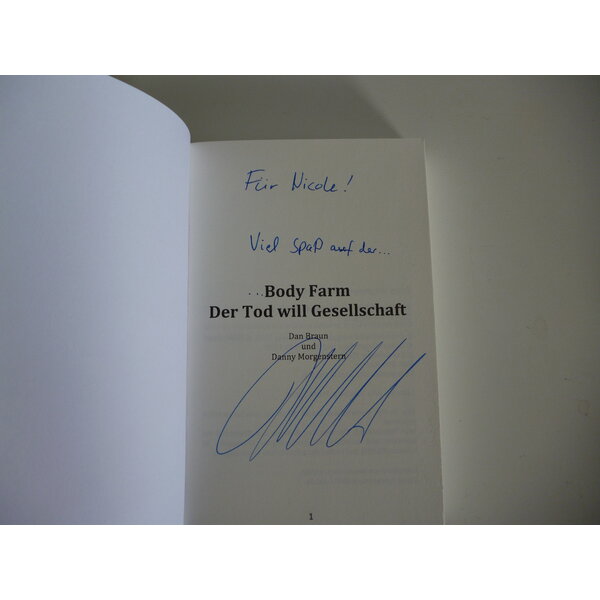 Für Nicole!
Viel Spaß auf der...
...Body Farm
Der Tod will Gesellschaft
Dan Braun
und
Danny Morgenstern
1